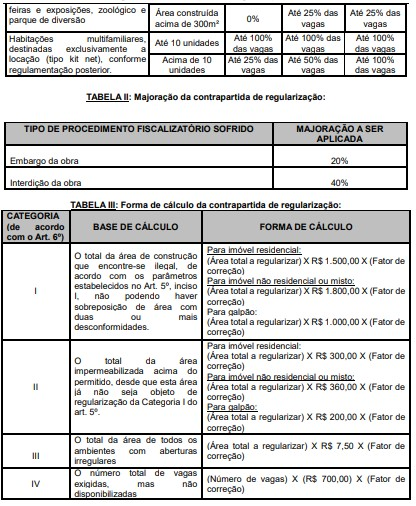 feiras e exposições, zoológico e
parque de diversão
Área construída
acima de 300m²
0%
Até 25% das
vagas
Até 25% das
vagas
Habitações multifamiliares,
destinadas exclusivamente a
locação (tipo kit net), conforme
regulamentação posterior.
Até 10 unidades
Até 100%
das vagas
Até 100% das
vagas
Até 100%
das vagas
Acima de 10
unidades
Até 25% das
vagas
Até 50% das
vagas
Até 100%
das vagas
TABELA II: Majoração da contrapartida de regularização:
TIPO DE PROCEDIMENTO FISCALIZATÓRIO SOFRIDO
MAJORAÇÃO A SER
APLICADA
Embargo da obra
20%
Interdição da obra
40%
TABELA III: Forma de cálculo da contrapartida de regularização:
CATEGORIA
(de acordo
com o Art. 6º)
BASE DE CÁLCULO
FORMA DE CÁLCULO
I
O total da área de construção
que encontre-se ilegal, de
acordo com os parâmetros
estabelecidos no Art. 5º, inciso
I, não podendo haver
sobreposição de área com
duas ou mais
desconformidades.
Para imóvel residencial:
(Área total a regularizar) X R$ 1.500,00 X (Fator de
correção)
Para imóvel não residencial ou misto:
(Área total a regularizar) X R$ 1.800,00 X (Fator de
correção)
Para galpão:
(Área total a regularizar) X R$ 1.000,00 X (Fator de
correção)
II
O total da área
impermeabilizada acima do
permitido, desde que esta área
já não seja objeto de
regularização da Categoria I do
art. 5º.
Para imóvel residencial:
(Área total a regularizar) X R$ 300,00 X (Fator de
correção)
Para imóvel não residencial ou misto:
(Área total a regularizar) X R$ 360,00 X (Fator de
correção)
Para galpão:
(Área total a regularizar) X R$ 200,00 X (Fator de
correção)
III
O total da área de todos os
ambientes com aberturas
irregulares
(Área total a regularizar) X R$ 7,50 X (Fator de
correção)
IV
O número total de vagas
exigidas, mas não
disponibilizadas
(Número de vagas) X (R$ 700,00) X (Fator de
correção)